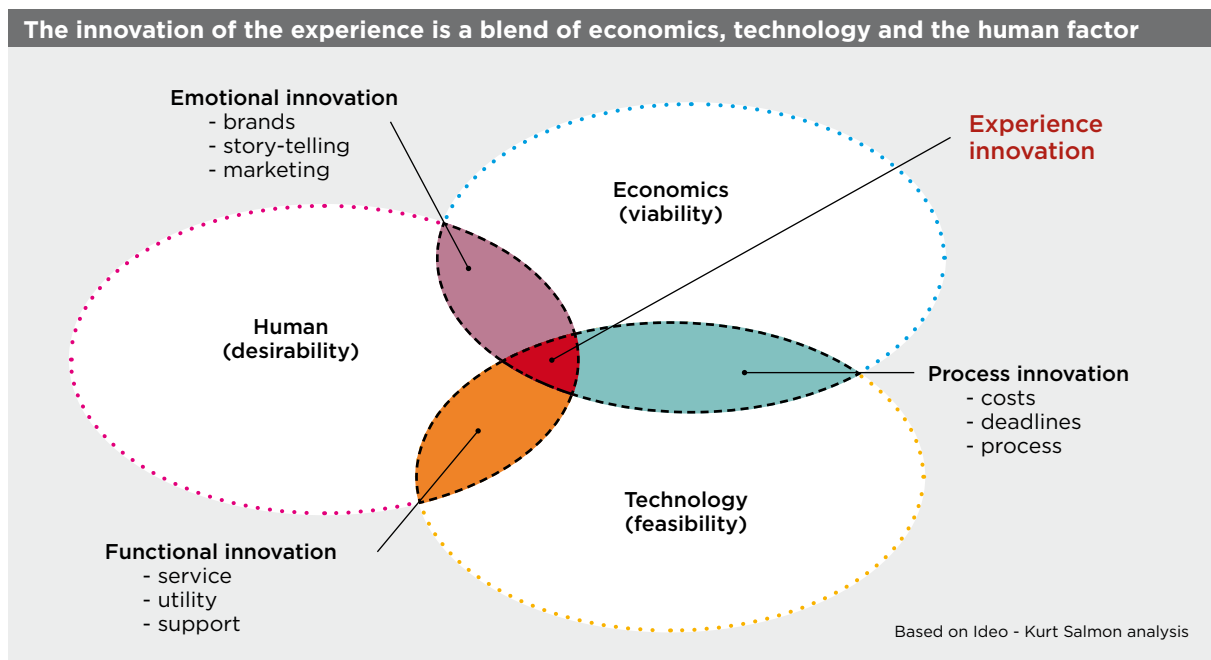 The innovation of the experience is a blend of economics, technology and the human factor
Emotional innovation
- brands
- story-telling
- marketing
Experience
innovation
Economics
(viability)
Human
(desirability)
Process innovation
- costs
- deadlines
- process
Technology
(feasibility)
Functional innovation
- service
- utility
- support
Based on Ideo - Kurt Salmon analysis